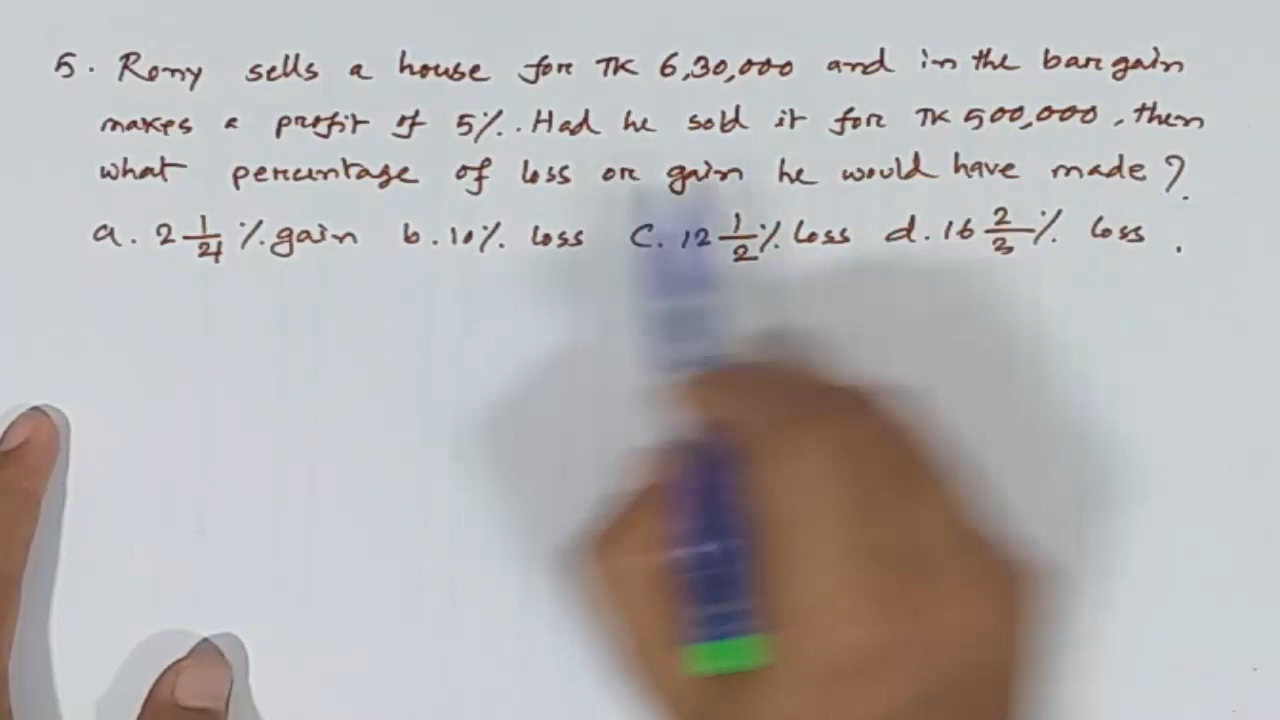 5. Romy sells a house for TK 6,30,000 and in the bargain
makes a profit of 5%. Had he sold it for TK 500,000, then
what percentage of loss or gain he would have made?
a. 2 1/4 % gain b. 10% loss c. 12 1/2 % loss d. 16 2/3 % loss.